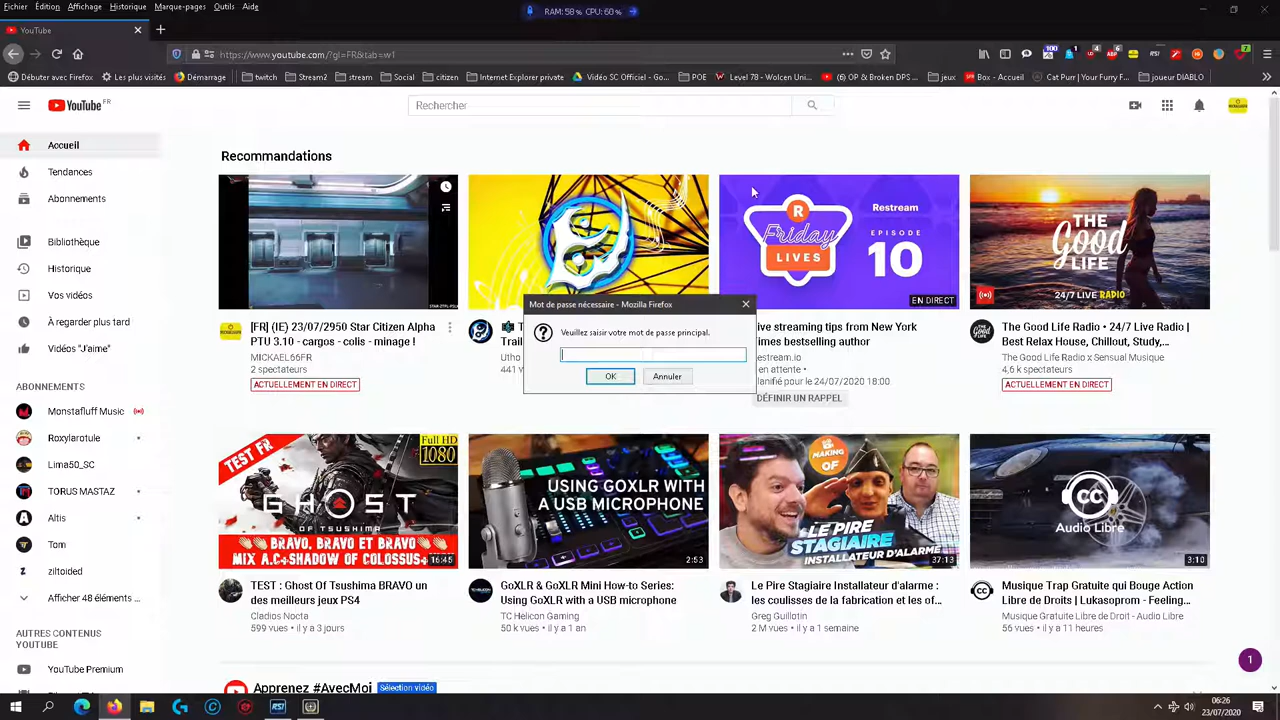 Fichier Édition Affichage Historique Marque-pages Outils Aide
RAM: 58 % CPU: 60 %
YouTube
https://www.youtube.com/?gl=FR&tab=w1
Débuter avec Firefox Les plus visités Démarrage twitch stream Social citizen Internet Explorer private Vidéo SC Officiel - Go... POE Level 78 - Wolcen Uni... (6) OP & Broken DPS ... jeux Box - Accueil Cat Purr | Your Furry F... joueur DIABLO
YouTube FR
Rechercher
Accueil
Tendances
Abonnements
Bibliothèque
Historique
Vos vidéos
À regarder plus tard
Vidéos "J'aime"
ABONNEMENTS
Monstafluff Music
Roxylarotule
Lima50_SC
TORUS MASTAZ
Altis
Tom
ziltoided
Afficher 48 éléments ...
AUTRES CONTENUS
YOUTUBE
YouTube Premium
Recommandations
[FR] (IE) 23/07/2950 Star Citizen Alpha
PTU 3.10 - cargos - colis - minage !
MICKAEL66FR
2 spectateurs
ACTUELLEMENT EN DIRECT
Utho
441 v
Restream
Friday
LIVES
EPISODE
10
EN DIRECT
ive streaming tips from New York
imes bestselling author
estream.io
en attente •
lanifié pour le 24/07/2020 18:00
DÉFINIR UN RAPPEL
THE
Good
LIFE
24/7 LIVE RADIO
The Good Life Radio • 24/7 Live Radio |
Best Relax House, Chillout, Study,...
The Good Life Radio x Sensual Musique
4,6 k spectateurs
ACTUELLEMENT EN DIRECT
Mot de passe nécessaire - Mozilla Firefox
Veuillez saisir votre mot de passe principal.
OK Annuler
TEST FR
Full HD
1080
GHOST
OF TSUSHIMA
BRAVO, BRAVO ET BRAVO
MIX A.C+SHADOW OF COLOSSUS
16:45
TEST : Ghost Of Tsushima BRAVO un
des meilleurs jeux PS4
Cladios Nocta
599 vues • il y a 3 jours
USING GOXLR WITH
A USB MICROPHONE
2:53
GoXLR & GoXLR Mini How-to Series:
Using GoXLR with a USB microphone
TC Helicon Gaming
50 k vues • il y a 1 an
MAKING
OF
LE PIRE
STAGIAIRE
INSTALLATEUR D'ALARME
37:13
Le Pire Stagiaire Installateur d'alarme :
les coulisses de la fabrication et les of...
Greg Guillotin
2 M vues • il y a 1 semaine
CC
Audio Libre
3:10
Musique Trap Gratuite qui Bouge Action
Libre de Droits | Lukasoprom - Feeling...
Musique Gratuite Libre de Droit - Audio Libre
56 vues • il y a 11 heures
1
Apprenez #AvecMoi Sélection vidéo
RSI
06:26
23/07/2020